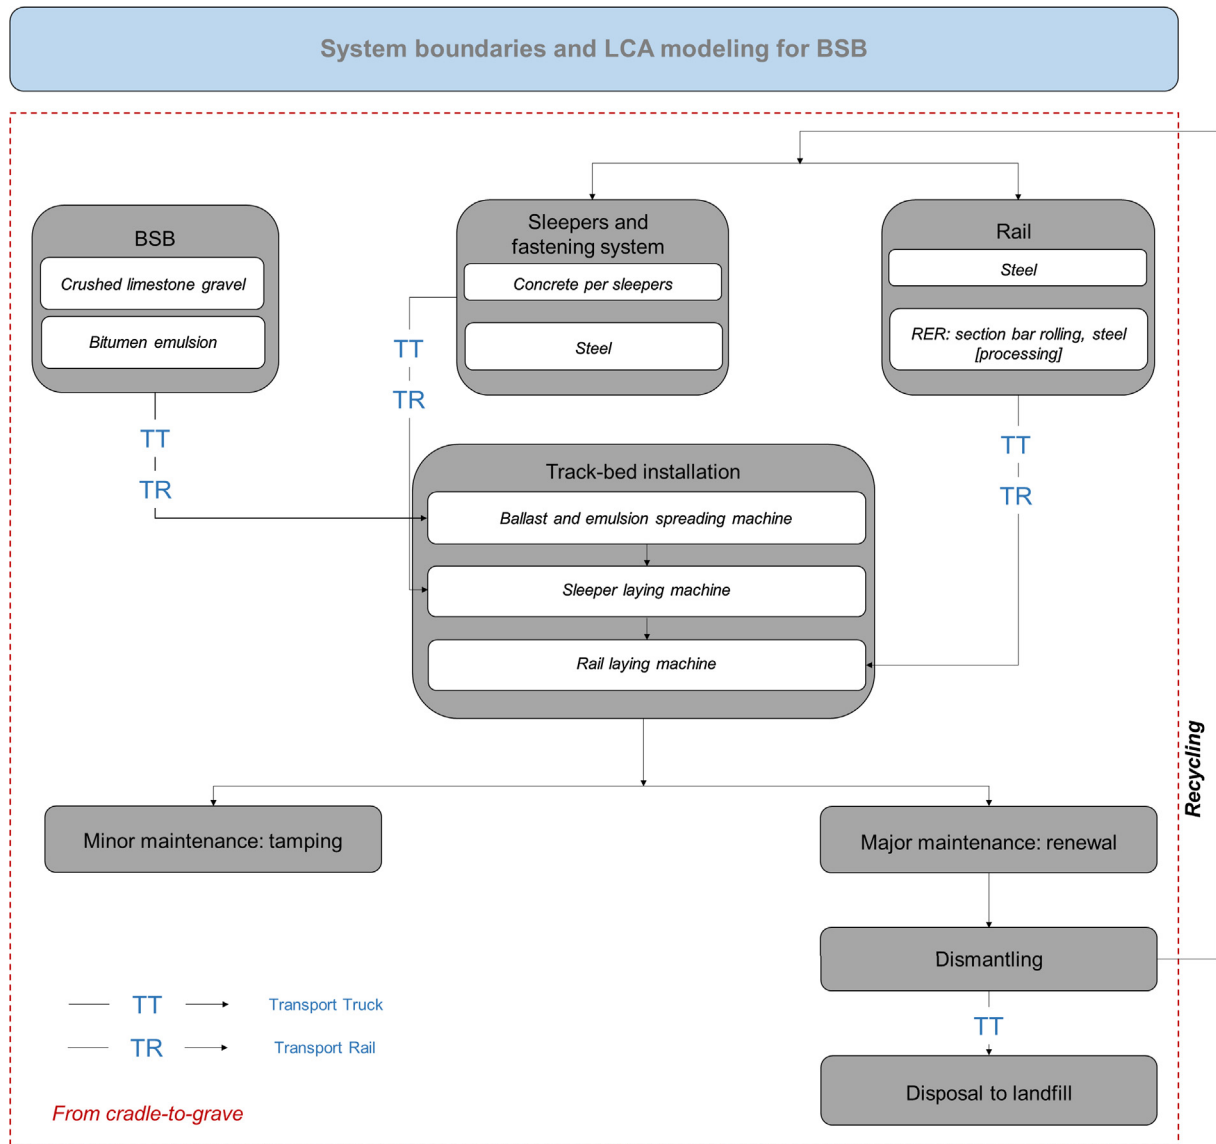 System boundaries and LCA modeling for BSB
BSB
Crushed limestone gravel
Bitumen emulsion
Sleepers and
fastening system
Concrete per sleepers
Steel
Rail
Steel
RER: section bar rolling, steel
[processing]
TT
TR
TT
TR
TT
TR
Track-bed installation
Ballast and emulsion spreading machine
Sleeper laying machine
Rail laying machine
Recycling
Minor maintenance: tamping
Major maintenance: renewal
Dismantling
TT
Disposal to landfill
TT
Transport Truck
TR
Transport Rail
From cradle-to-grave